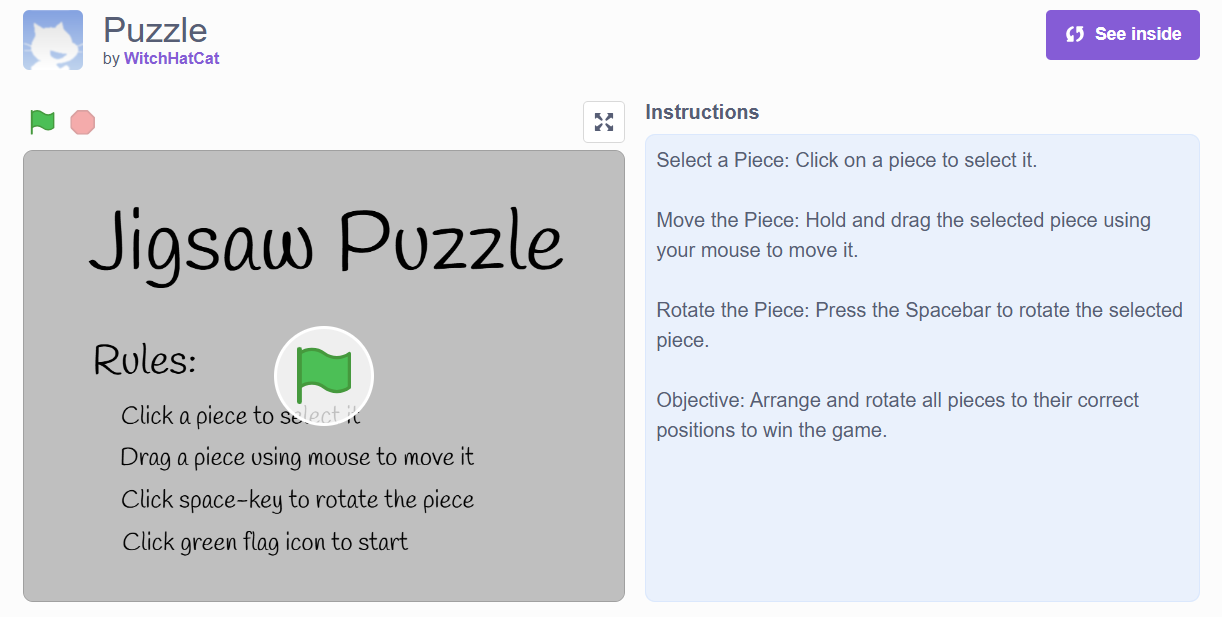 Puzzle
by WitchHatCat
See inside
Jigsaw Puzzle
Rules:
Click a piece to select it
Drag a piece using mouse to move it
Click space-key to rotate the piece
Click green flag icon to start
Instructions
Select a Piece: Click on a piece to select it.
Move the Piece: Hold and drag the selected piece using
your mouse to move it.
Rotate the Piece: Press the Spacebar to rotate the selected
piece.
Objective: Arrange and rotate all pieces to their correct
positions to win the game.